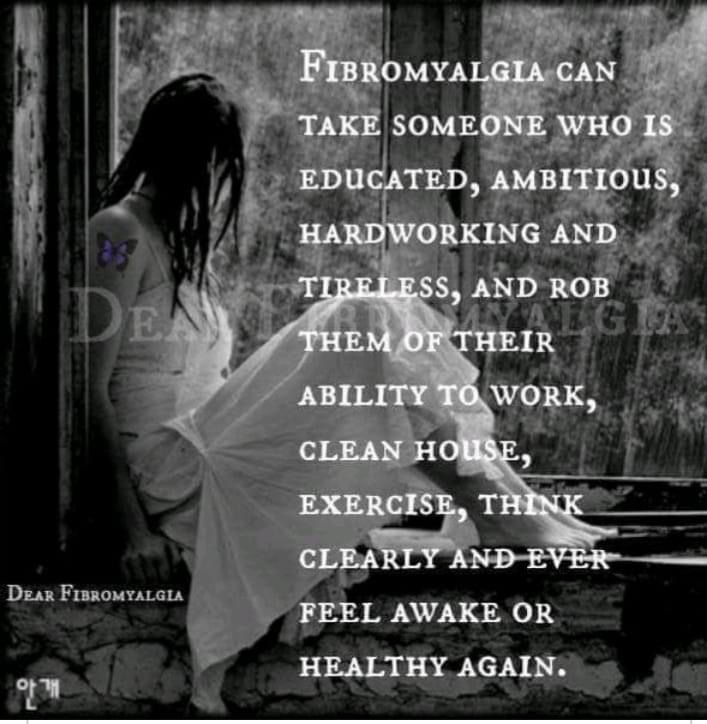 Fibromyalgia can
take someone who is
educated, ambitious,
hardworking and
tireless, and rob
them of their
ability to work,
clean house,
exercise, think
clearly and ever
feel awake or
healthy again.
Dear Fibromyalgia
Dear Fibromyalgia
안개